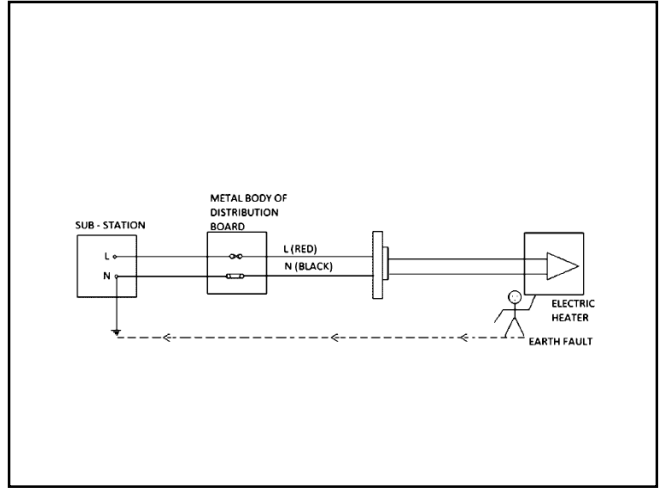 METAL BODY OF
DISTRIBUTION
BOARD
SUB - STATION
L
N
L (RED)
N (BLACK)
ELECTRIC
HEATER
EARTH FAULT